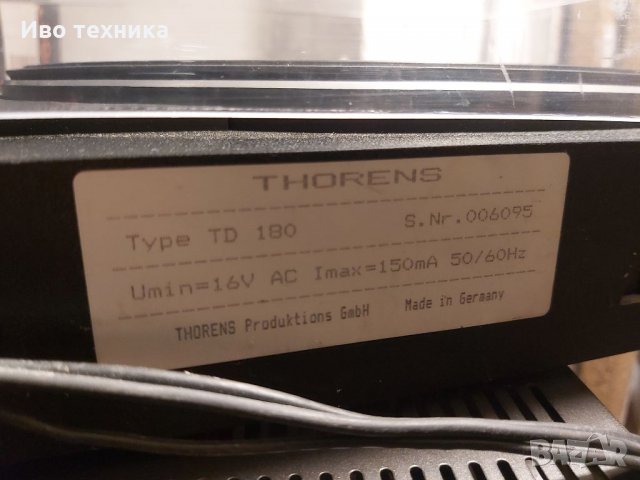 Иво техника
THORENS
Type TD 180 S.Nr.006095
Umin=16V AC Imax=150mA 50/60Hz
THORENS Produktions GmbH Made in Germany
BAZAR